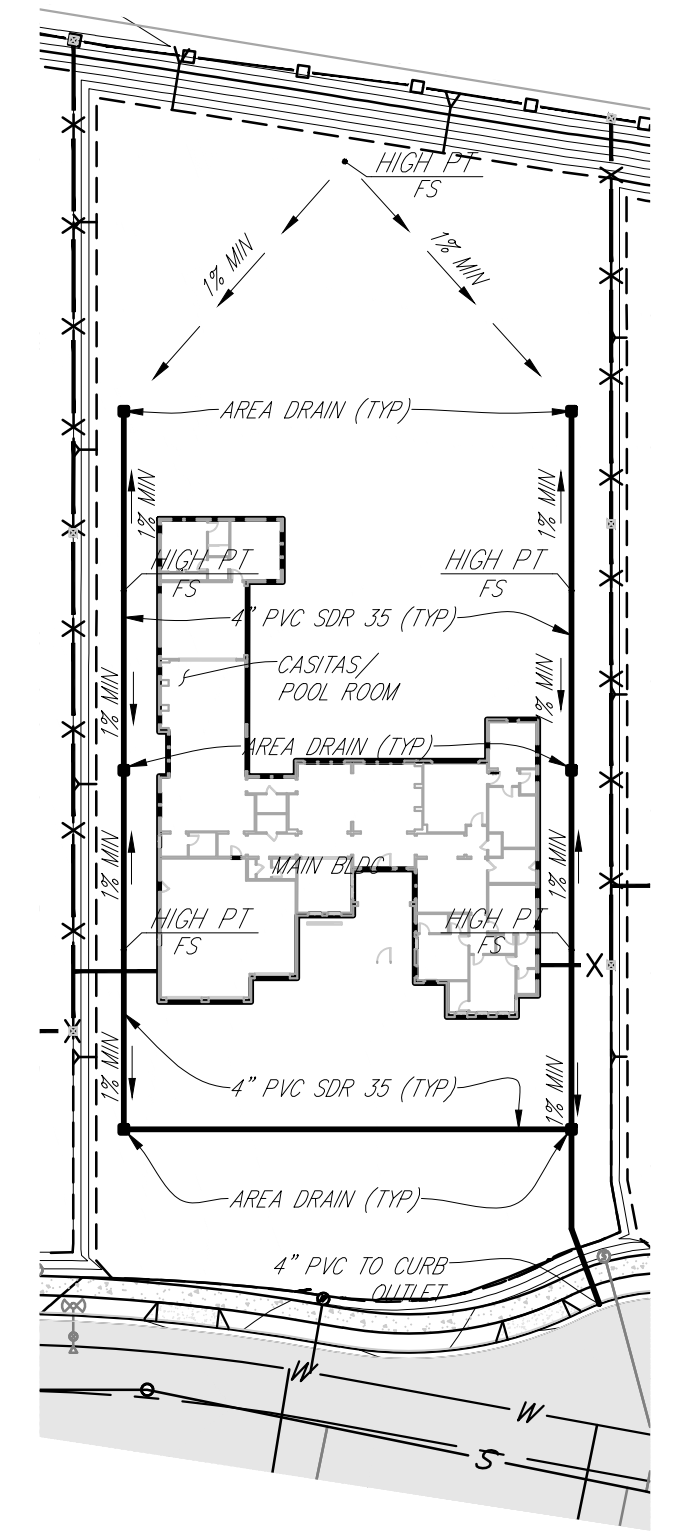 HIGH PT
FS
1% MIN
1% MIN
AREA DRAIN (TYP)
1% MIN
1% MIN
HIGH PT
FS
HIGH PT
FS
4" PVC SDR 35 (TYP)
CASITAS/
POOL ROOM
1% MIN
1% MIN
AREA DRAIN (TYP)
1% MIN
1% MIN
MAIN BLDG
HIGH PT
FS
HIGH PT
FS
X
1% MIN
1% MIN
4" PVC SDR 35 (TYP)
AREA DRAIN (TYP)
4" PVC TO CURB
OUTLET
W
W
S